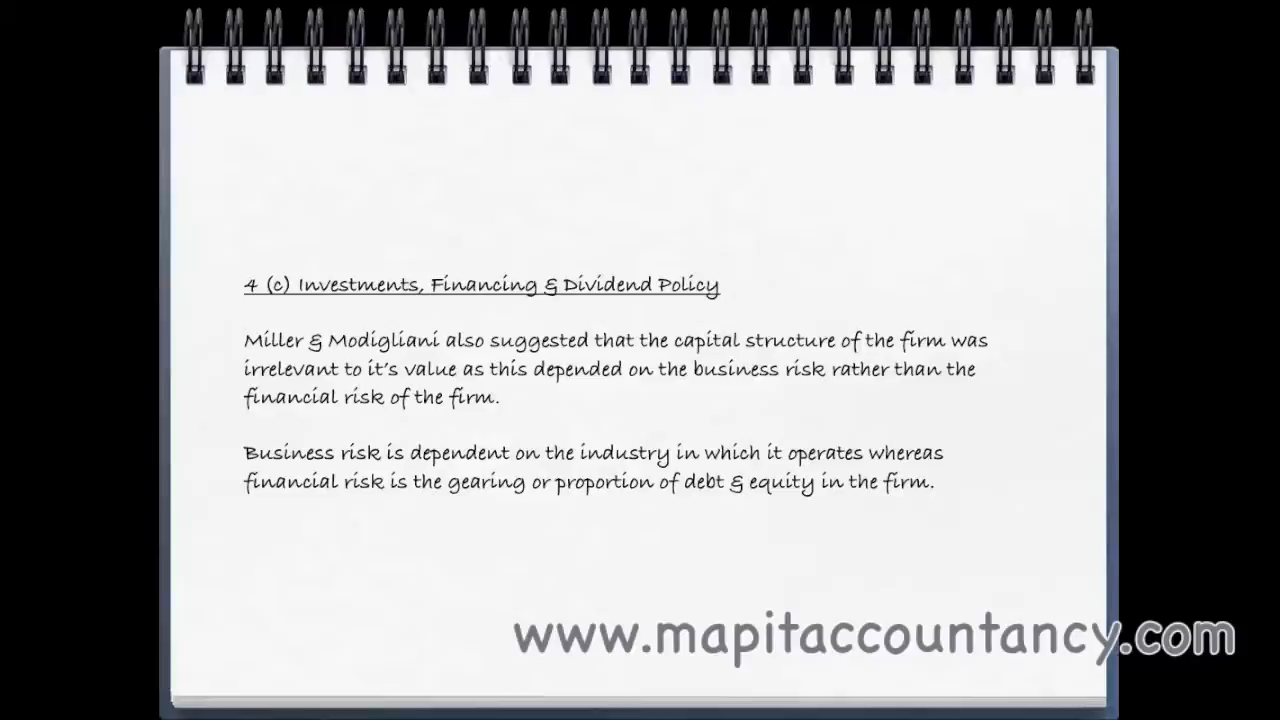 4 (c) Investments, Financing & Dividend Policy
Miller & Modigliani also suggested that the capital structure of the firm was
irrelevant to it's value as this depended on the business risk rather than the
financial risk of the firm.
Business risk is dependent on the industry in which it operates whereas
financial risk is the gearing or proportion of debt & equity in the firm.
www.mapitaccountancy.com